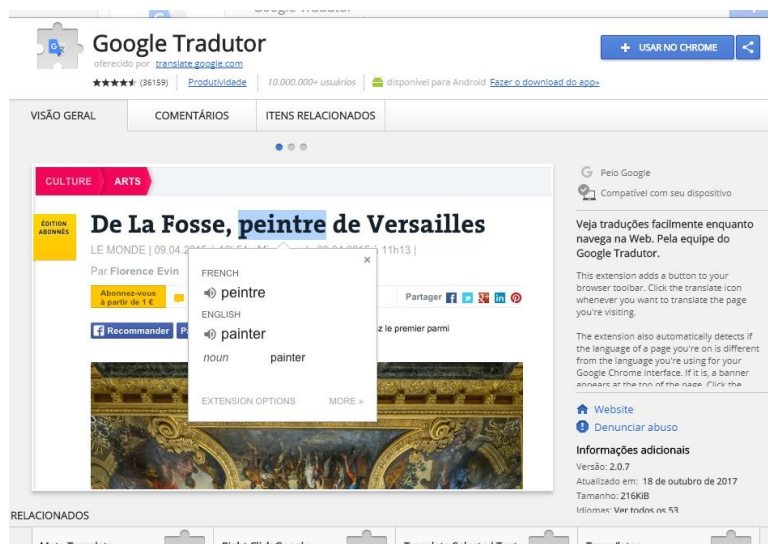 Google Tradutor
Google Tradutor
oferecido por translate.google.com
(36159) Produtividade 10.000.000+ usuários disponível para Android Fazer o download do app»
+ USAR NO CHROME
VISÃO GERAL COMENTÁRIOS ITENS RELACIONADOS
CULTURE ARTS
ÉDITION
ABONNÉS
De La Fosse, peintre de Versailles
LE MONDE | 09.04.2015 à 11h13 |
Par Florence Evin
Abonnez-vous
à partir de 1 €
Partager
Recommander
le premier parmi
×
FRENCH
peintre
ENGLISH
painter
noun painter
EXTENSION OPTIONS MORE »
Pelo Google
Compatível com seu dispositivo
Veja traduções facilmente enquanto
navega na Web. Pela equipe do
Google Tradutor.
This extension adds a button to your
browser toolbar. Click the translate icon
whenever you want to translate the page
you're visiting.
The extension also automatically detects if
the language of a page you're on is different
from the language you're using for your
Google Chrome interface. If it is, a banner
appears at the top of the page. Click the
Website
Denunciar abuso
Informações adicionais
Versão: 2.0.7
Atualizado em: 18 de outubro de 2017
Tamanho: 216KiB
Idiomas: Ver todos os 53
RELACIONADOS